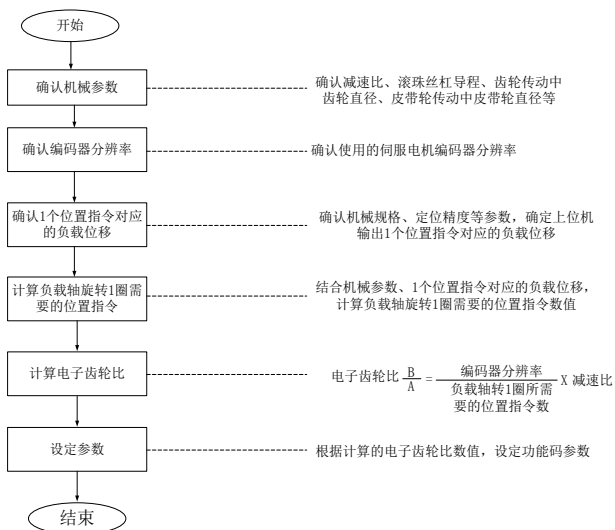 开始
确认机械参数
确认减速比、滚珠丝杠导程、齿轮传动中
齿轮直径、皮带轮传动中皮带轮直径等
确认编码器分辨率
确认使用的伺服电机编码器分辨率
确认1个位置指令对应
的负载位移
确认机械规格、定位精度等参数，确定上位机
输出1个位置指令对应的负载位移
计算负载轴旋转1圈需
要的位置指令
结合机械参数、1个位置指令对应的负载位移，
计算负载轴旋转1圈需要的位置指令数值
计算电子齿轮比
电子齿轮比 B/A = 编码器分辨率
负载轴转1圈所需
要的位置指令数
X 减速比
设定参数
根据计算的电子齿轮比数值，设定功能码参数
结束